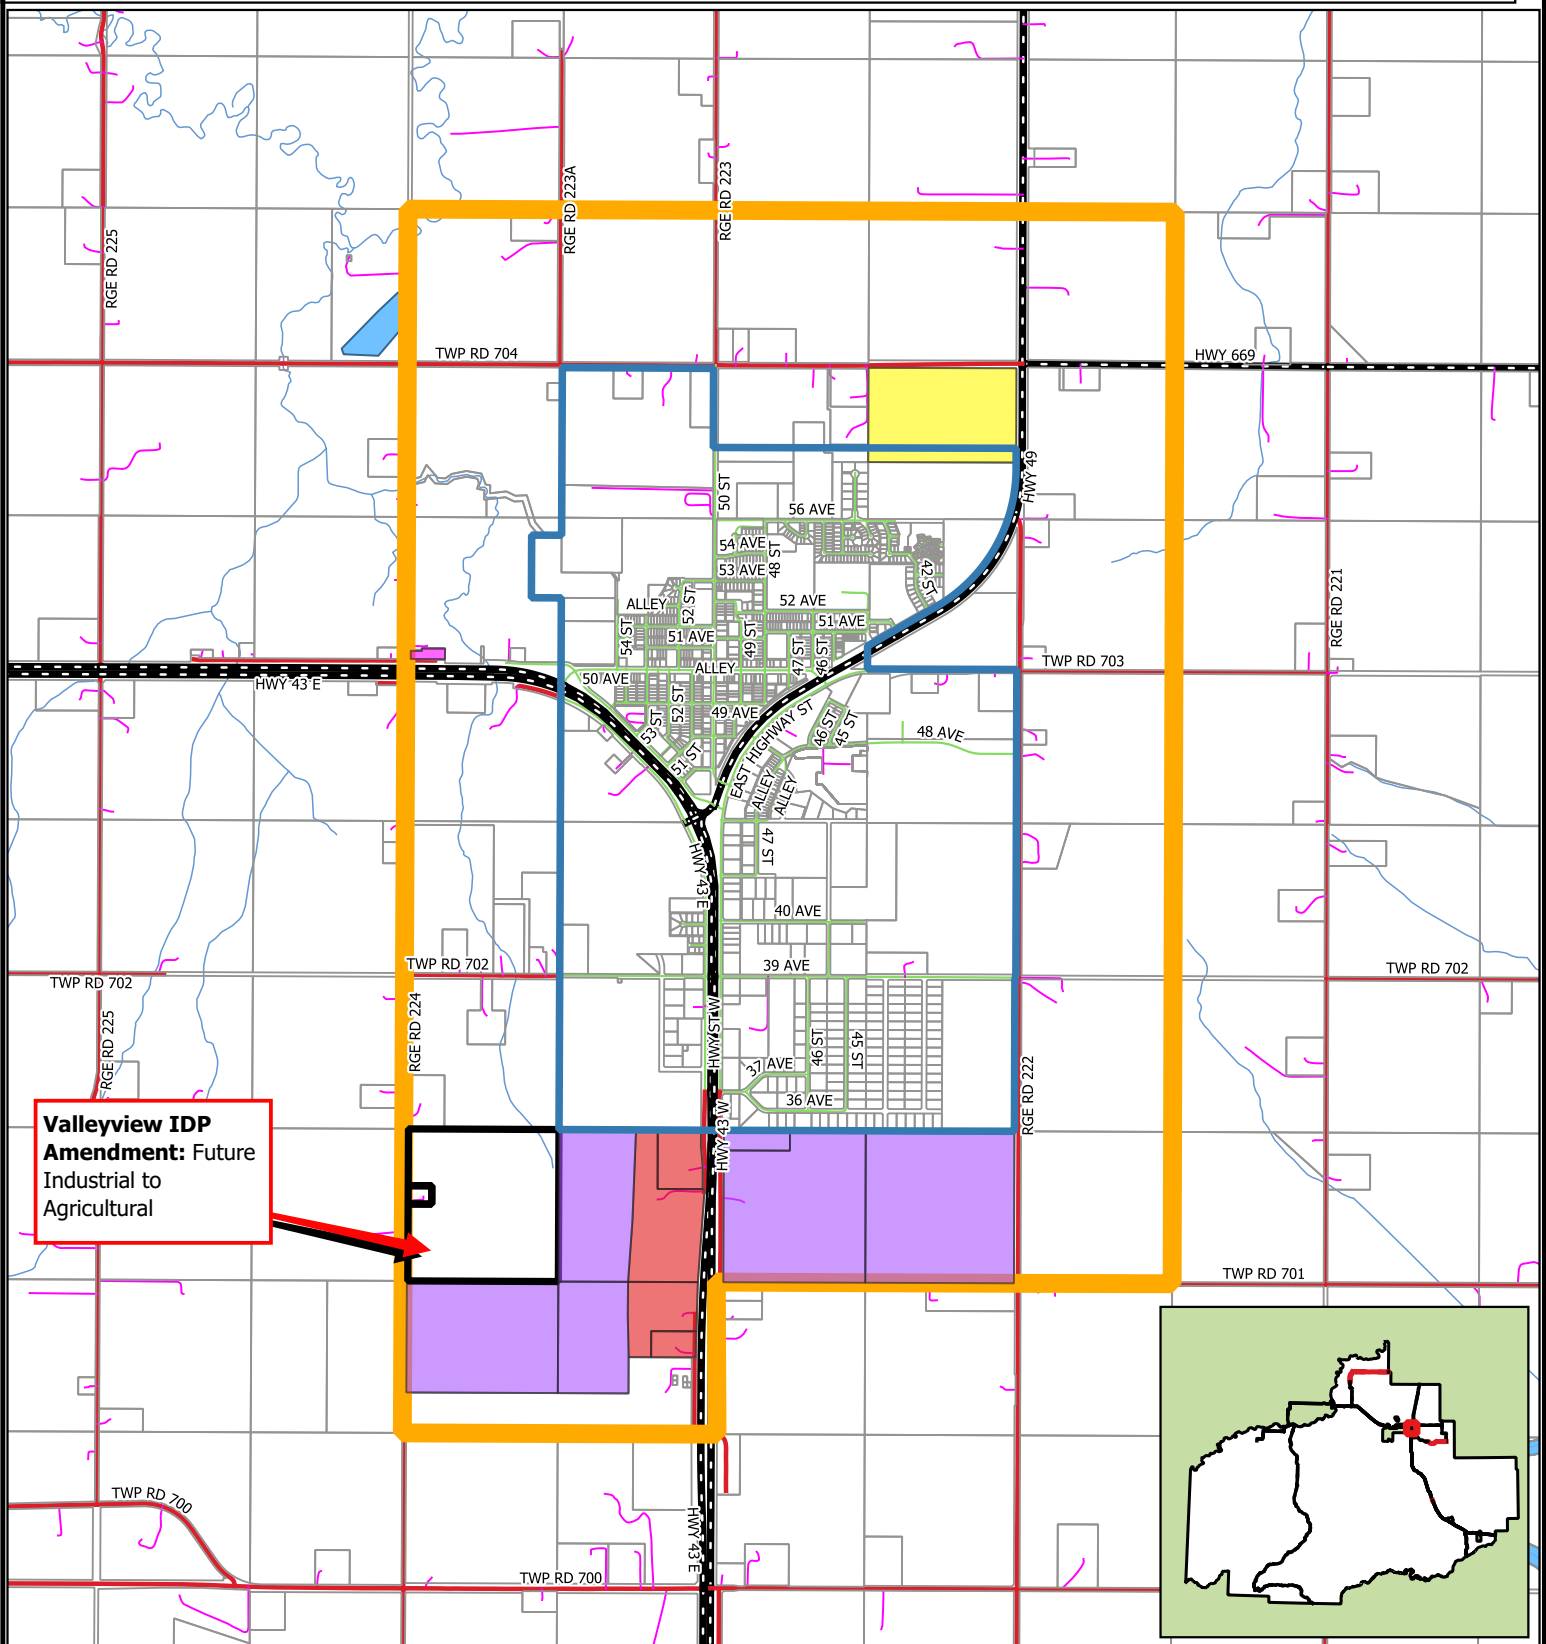 RGE RD 225
RGE RD 223A
RGE RD 223
TWP RD 704
HWY 669
HWY 49
50 ST
56 AVE
54 AVE
48 ST
53 AVE
42 ST
52 ST
ALLEY
52 AVE
51 AVE
54 ST
51 AVE
49 ST
47 ST
46 ST
RGE RD 221
TWP RD 703
ALLEY
HWY 43 E
50 AVE
52 ST
49 AVE
53 ST
51 ST
EAST HIGHWAY ST
46 ST
45 ST
48 AVE
ALLEY
ALLEY
47 ST
HWY 43 E
40 AVE
TWP RD 702
TWP RD 702
39 AVE
TWP RD 702
RGE RD 225
RGE RD 224
HWY ST W
46 ST
45 ST
37 AVE
36 AVE
RGE RD 222
HWY 43 W
Valleyview IDP
Amendment: Future
Industrial to
Agricultural
TWP RD 701
TWP RD 700
HWY 43 E
TWP RD 700